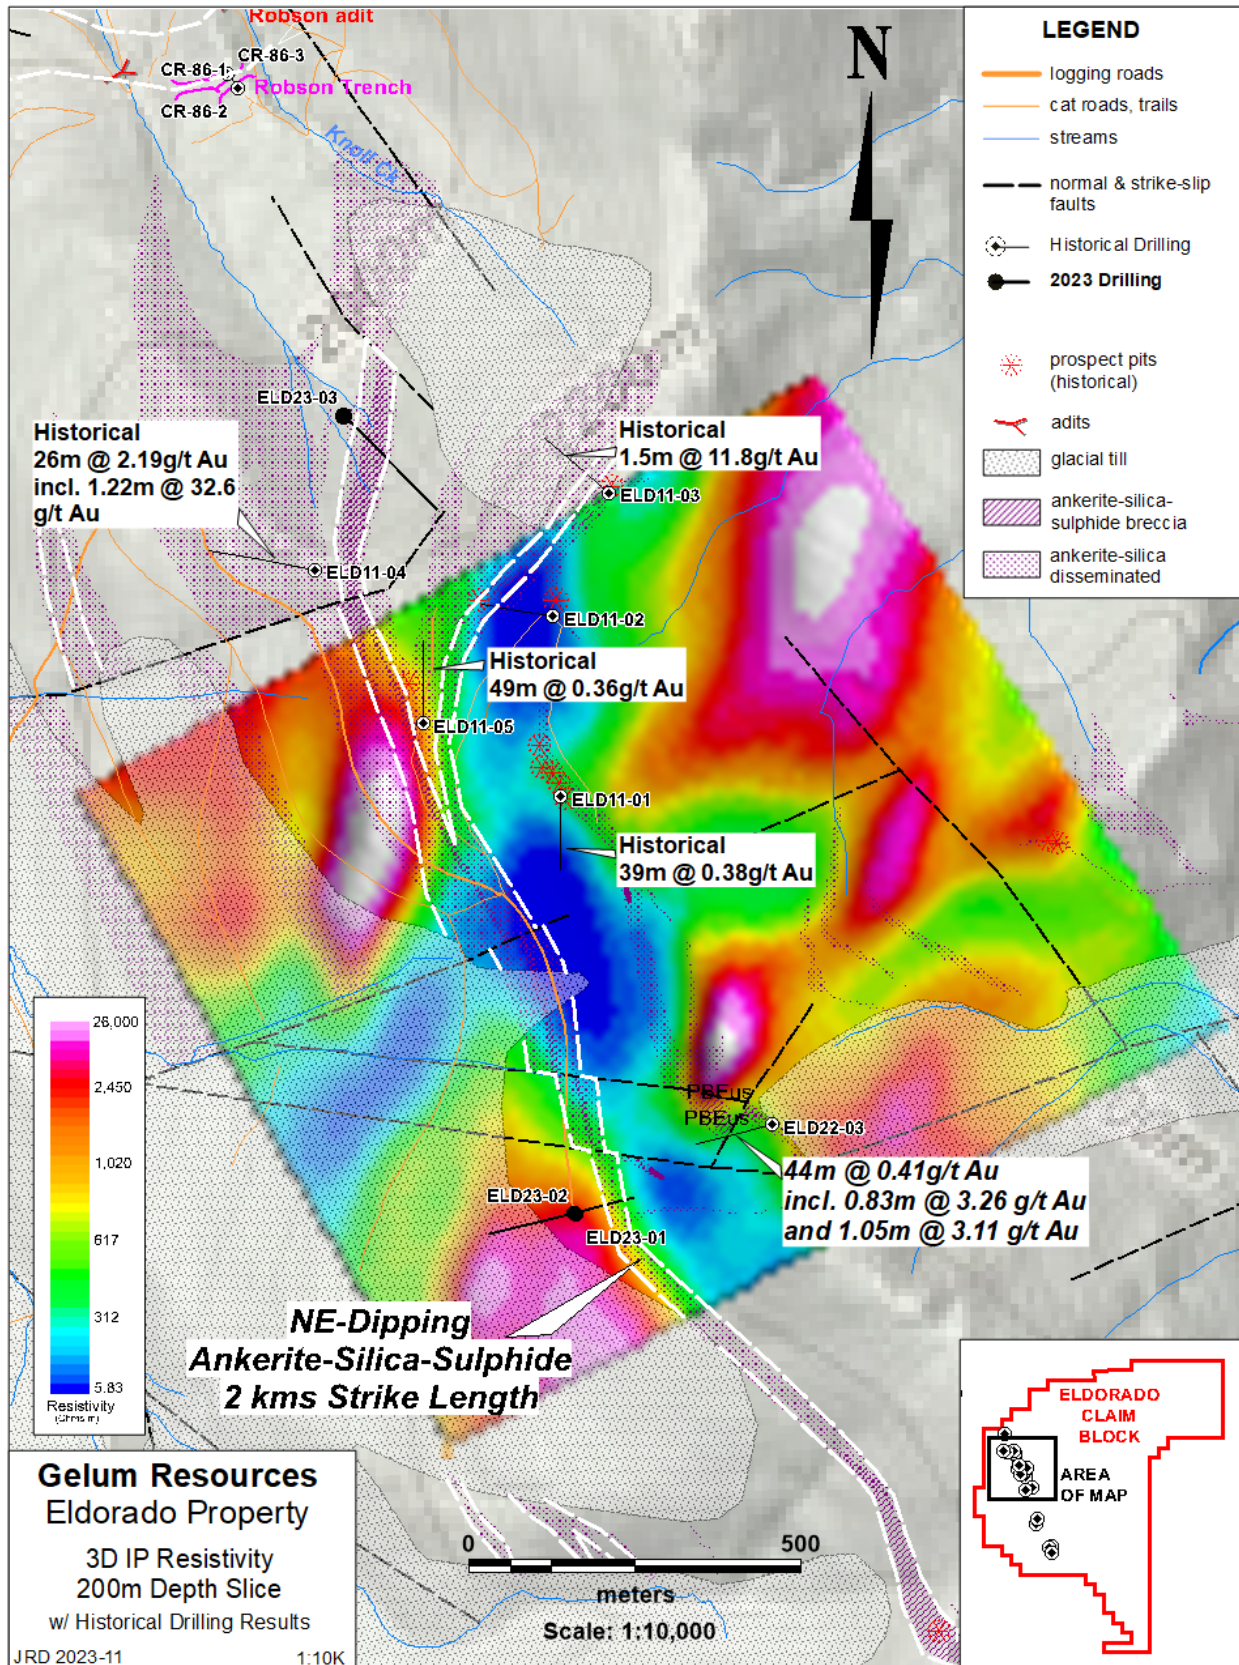 Robson adit
CR-86-3
CR-86-1
Robson Trench
CR-86-2
Knoll Ck
N
LEGEND
logging roads
cat roads, trails
streams
normal & strike-slip
faults
Historical Drilling
2023 Drilling
prospect pits
(historical)
adits
glacial till
ankerite-silica-
sulphide breccia
ankerite-silica
disseminated
ELD23-03
Historical
26m @ 2.19g/t Au
incl. 1.22m @ 32.6
g/t Au
Historical
1.5m @ 11.8g/t Au
ELD11-03
ELD11-04
ELD11-02
Historical
49m @ 0.36g/t Au
ELD11-05
ELD11-01
Historical
39m @ 0.38g/t Au
26,000
2,450
1,020
617
312
5.83
Resistivity
(Ohm.m)
PBEus
PBEus
ELD22-03
44m @ 0.41g/t Au
incl. 0.83m @ 3.26 g/t Au
and 1.05m @ 3.11 g/t Au
ELD23-02
ELD23-01
NE-Dipping
Ankerite-Silica-Sulphide
2 kms Strike Length
ELDORADO
CLAIM
BLOCK
AREA
OF MAP
Gelum Resources
Eldorado Property
3D IP Resistivity
200m Depth Slice
w/ Historical Drilling Results
JRD 2023-11
1:10K
0
500
meters
Scale: 1:10,000